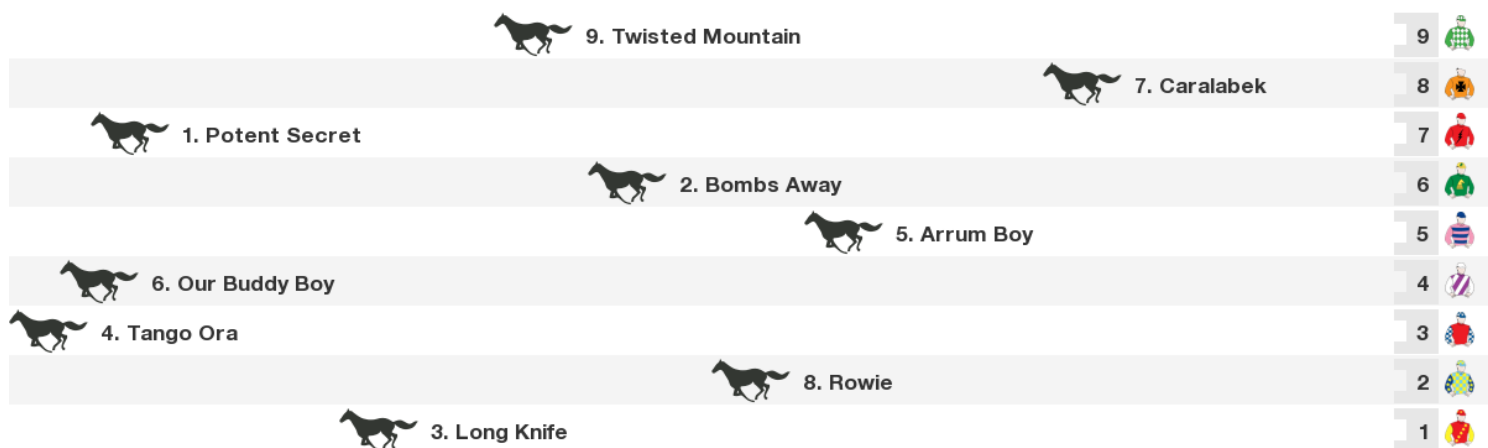 9. Twisted Mountain 9
7. Caralabek 8
1. Potent Secret 7
2. Bombs Away 6
5. Arrum Boy 5
6. Our Buddy Boy 4
4. Tango Ora 3
8. Rowie 2
3. Long Knife 1